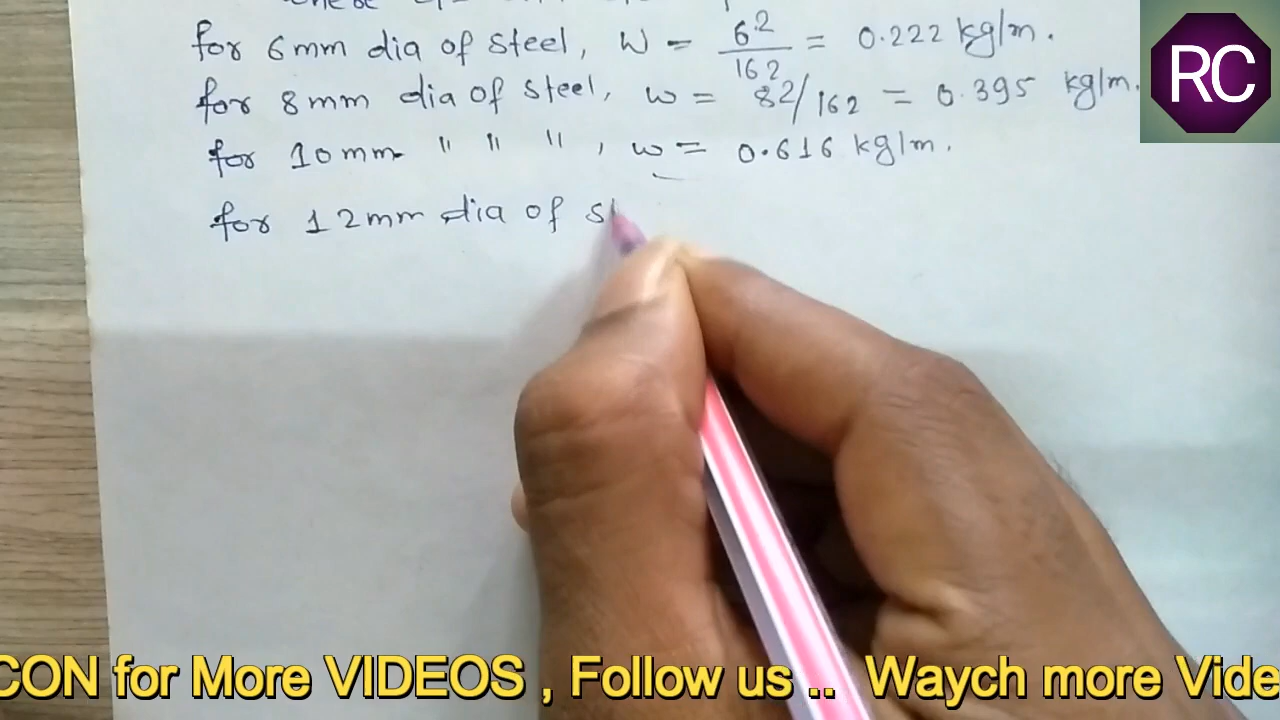 for 6mm dia of steel, W = 6²/162 = 0.222 kg/m.
for 8mm dia of steel, w = 8²/162 = 0.395 kg/m.
for 10mm " " " , w = 0.616 kg/m.
for 12mm dia of st
RC
CON for More VIDEOS , Follow us .. Waych more Vide